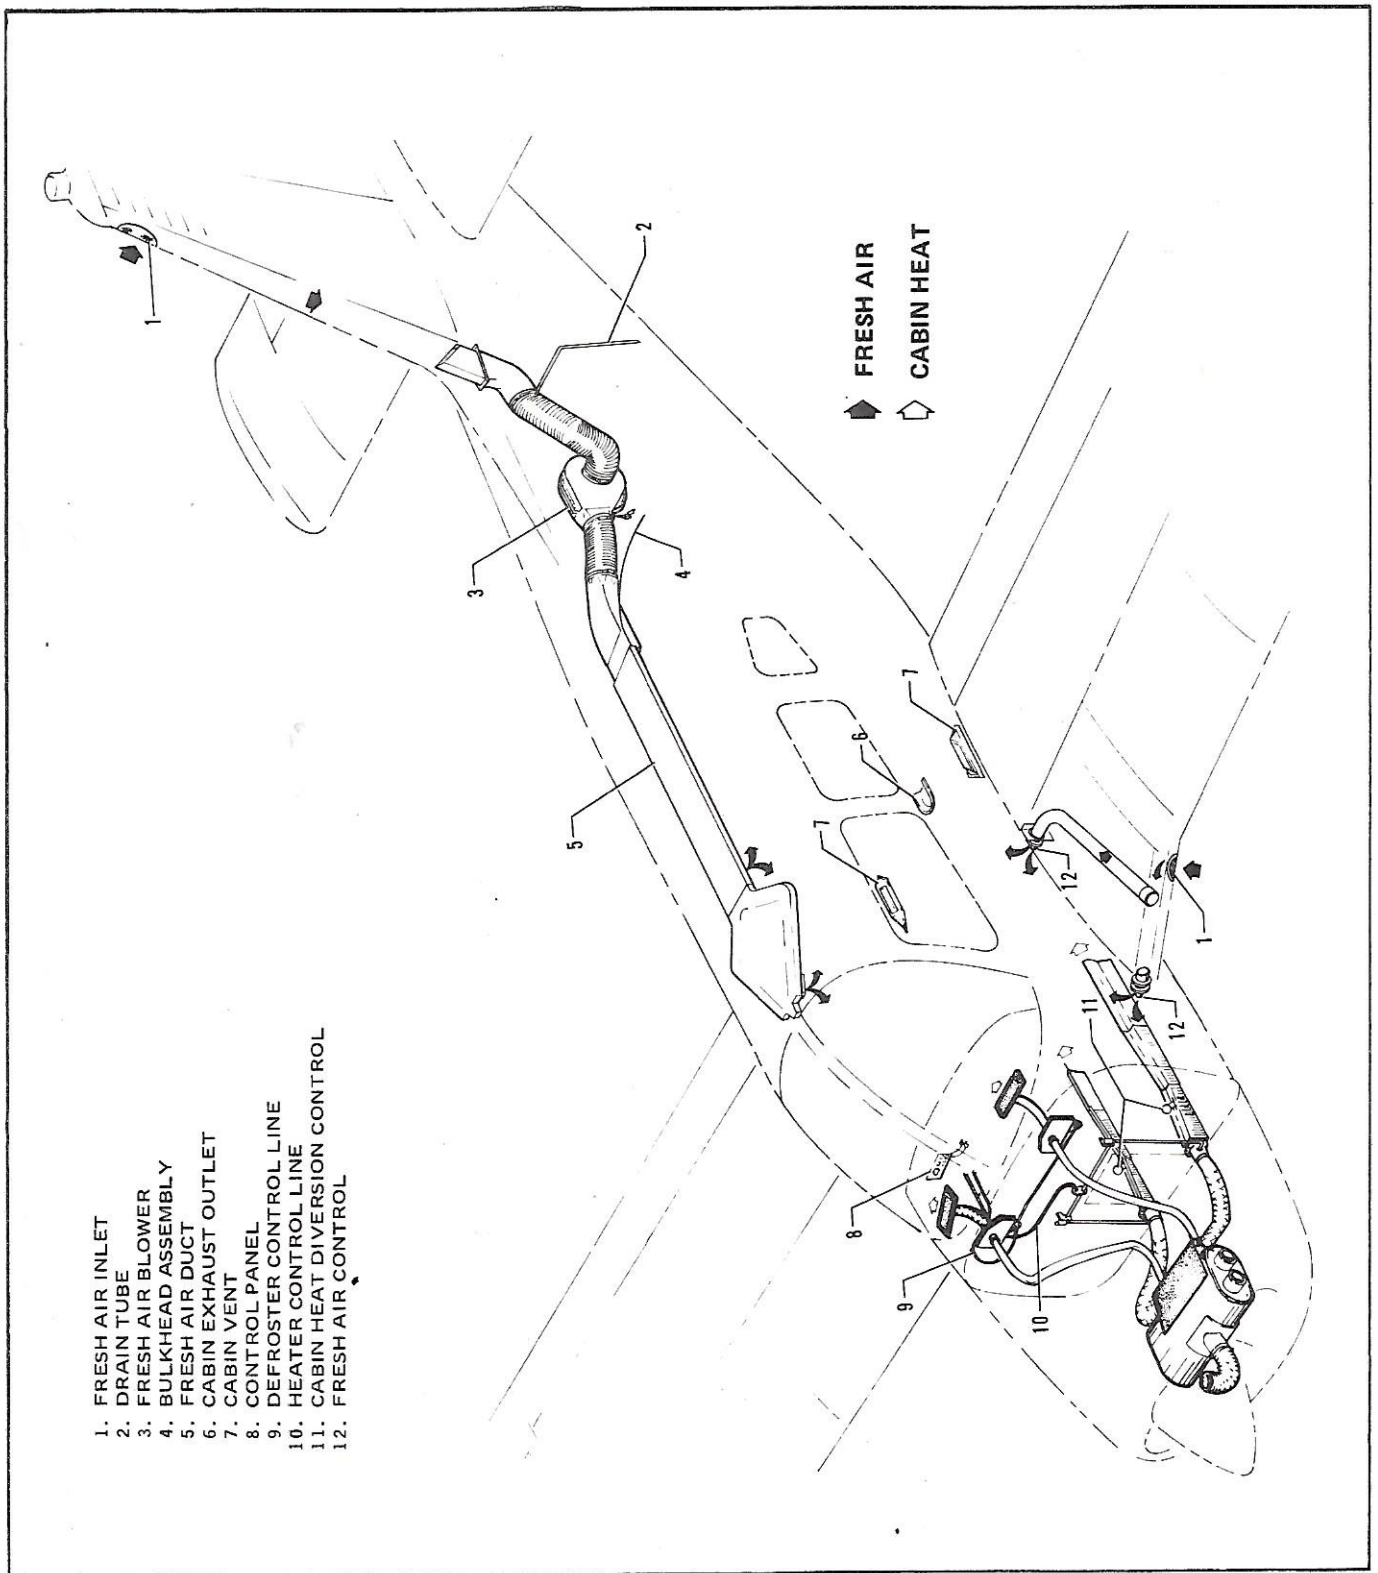 1. FRESH AIR INLET
2. DRAIN TUBE
3. FRESH AIR BLOWER
4. BULKHEAD ASSEMBLY
5. FRESH AIR DUCT
6. CABIN EXHAUST OUTLET
7. CABIN VENT
8. CONTROL PANEL
9. DEFROSTER CONTROL LINE
10. HEATER CONTROL LINE
11. CABIN HEAT DIVERSION CONTROL
12. FRESH AIR CONTROL
FRESH AIR
CABIN HEAT
1
2
3
4
5
6
7
7
8
9
10
11
12
12
1